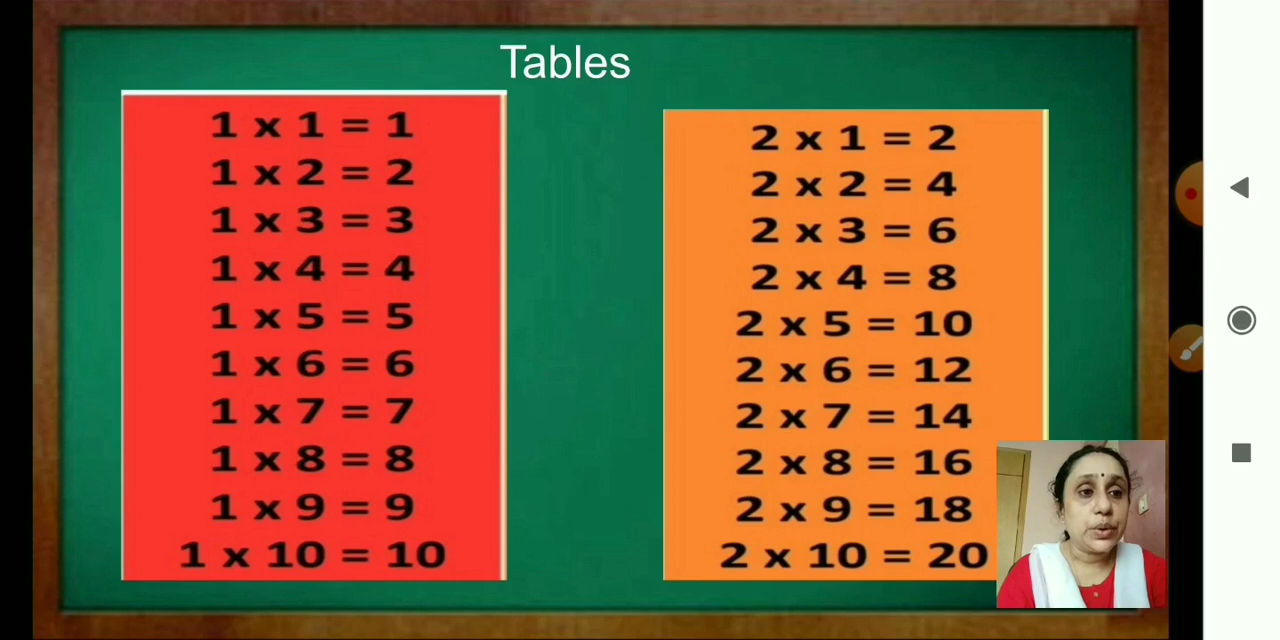 Tables
1 x 1 = 1
1 x 2 = 2
1 x 3 = 3
1 x 4 = 4
1 x 5 = 5
1 x 6 = 6
1 x 7 = 7
1 x 8 = 8
1 x 9 = 9
1 x 10 = 10
2 x 1 = 2
2 x 2 = 4
2 x 3 = 6
2 x 4 = 8
2 x 5 = 10
2 x 6 = 12
2 x 7 = 14
2 x 8 = 16
2 x 9 = 18
2 x 10 = 20